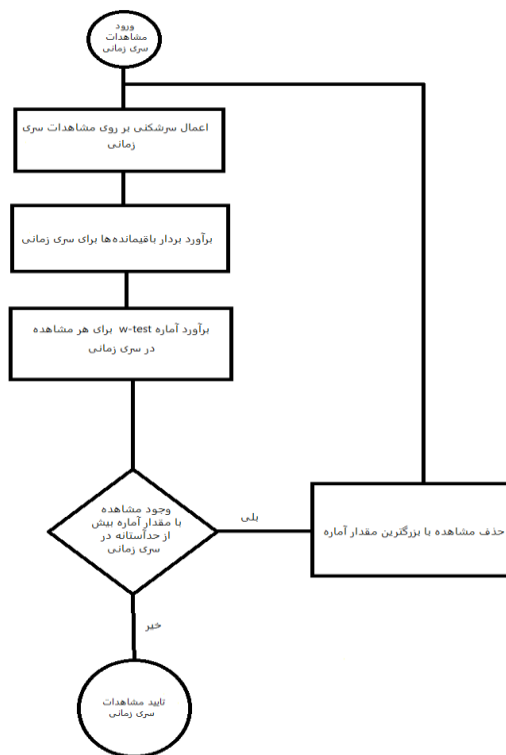 ورود
مشاهدات
سری زمانی
اعمال سرشکنی بر روی مشاهدات سری
زمانی
برآورد بردار باقیمانده‌ها برای سری زمانی
برآورد آماره w-test برای هر مشاهده
در سری زمانی
وجود مشاهده
با مقدار آماره بیش
از حدآستانه در
سری زمانی
بلی
حذف مشاهده با بزرگترین مقدار آماره
خیر
تایید مشاهدات
سری زمانی